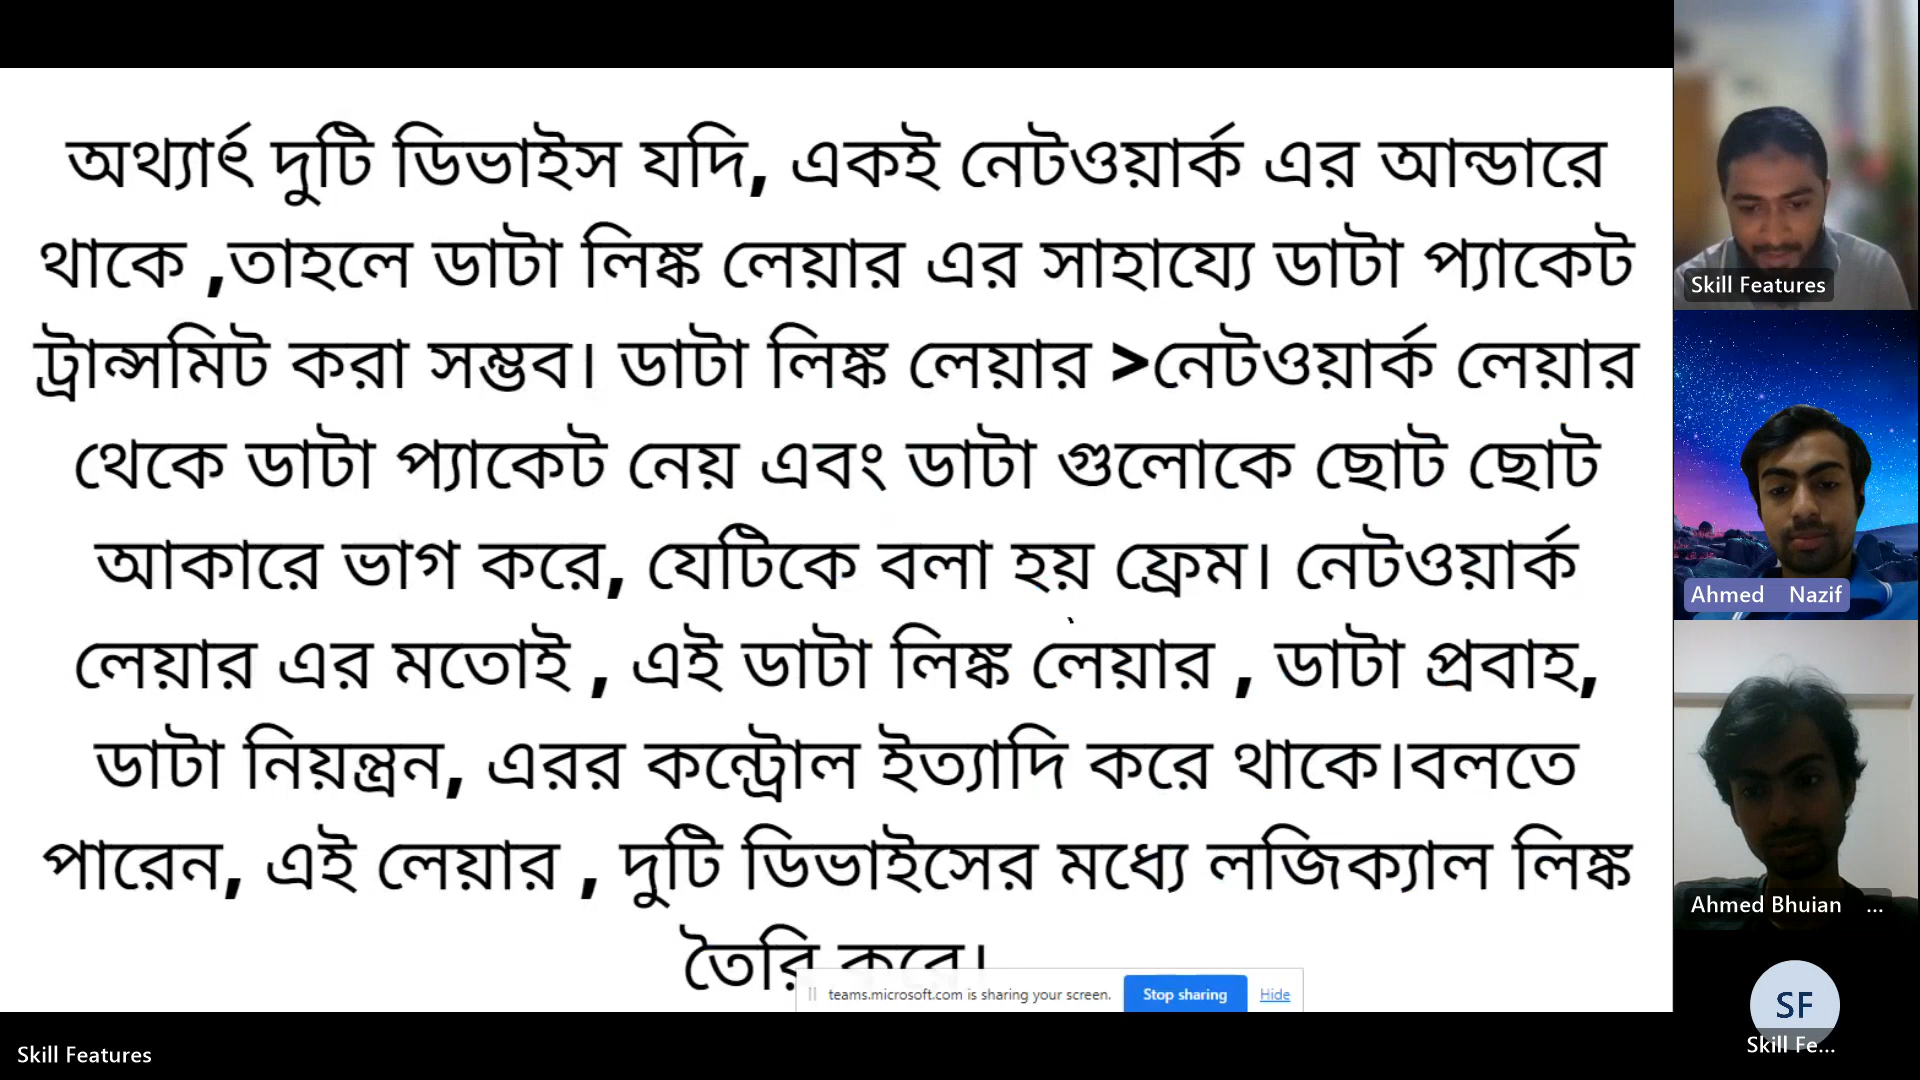 অথ্যার্ৎ দুটি ডিভাইস যদি, একই নেটওয়ার্ক এর আন্ডারে
থাকে ,তাহলে ডাটা লিঙ্ক লেয়ার এর সাহায্যে ডাটা প্যাকেট
ট্রান্সমিট করা সম্ভব। ডাটা লিঙ্ক লেয়ার >নেটওয়ার্ক লেয়ার
থেকে ডাটা প্যাকেট নেয় এবং ডাটা গুলোকে ছোট ছোট
আকারে ভাগ করে, যেটিকে বলা হয় ফ্রেম। নেটওয়ার্ক
লেয়ার এর মতোই , এই ডাটা লিঙ্ক লেয়ার , ডাটা প্রবাহ,
ডাটা নিয়ন্ত্রন, এরর কন্ট্রোল ইত্যাদি করে থাকে।বলতে
পারেন, এই লেয়ার , দুটি ডিভাইসের মধ্যে লজিক্যাল লিঙ্ক
তৈরি করে।
teams.microsoft.com is sharing your screen. Stop sharing Hide
Skill Features
Skill Features
Ahmed Nazif
Ahmed Bhuian ...
SF
Skill Fe...